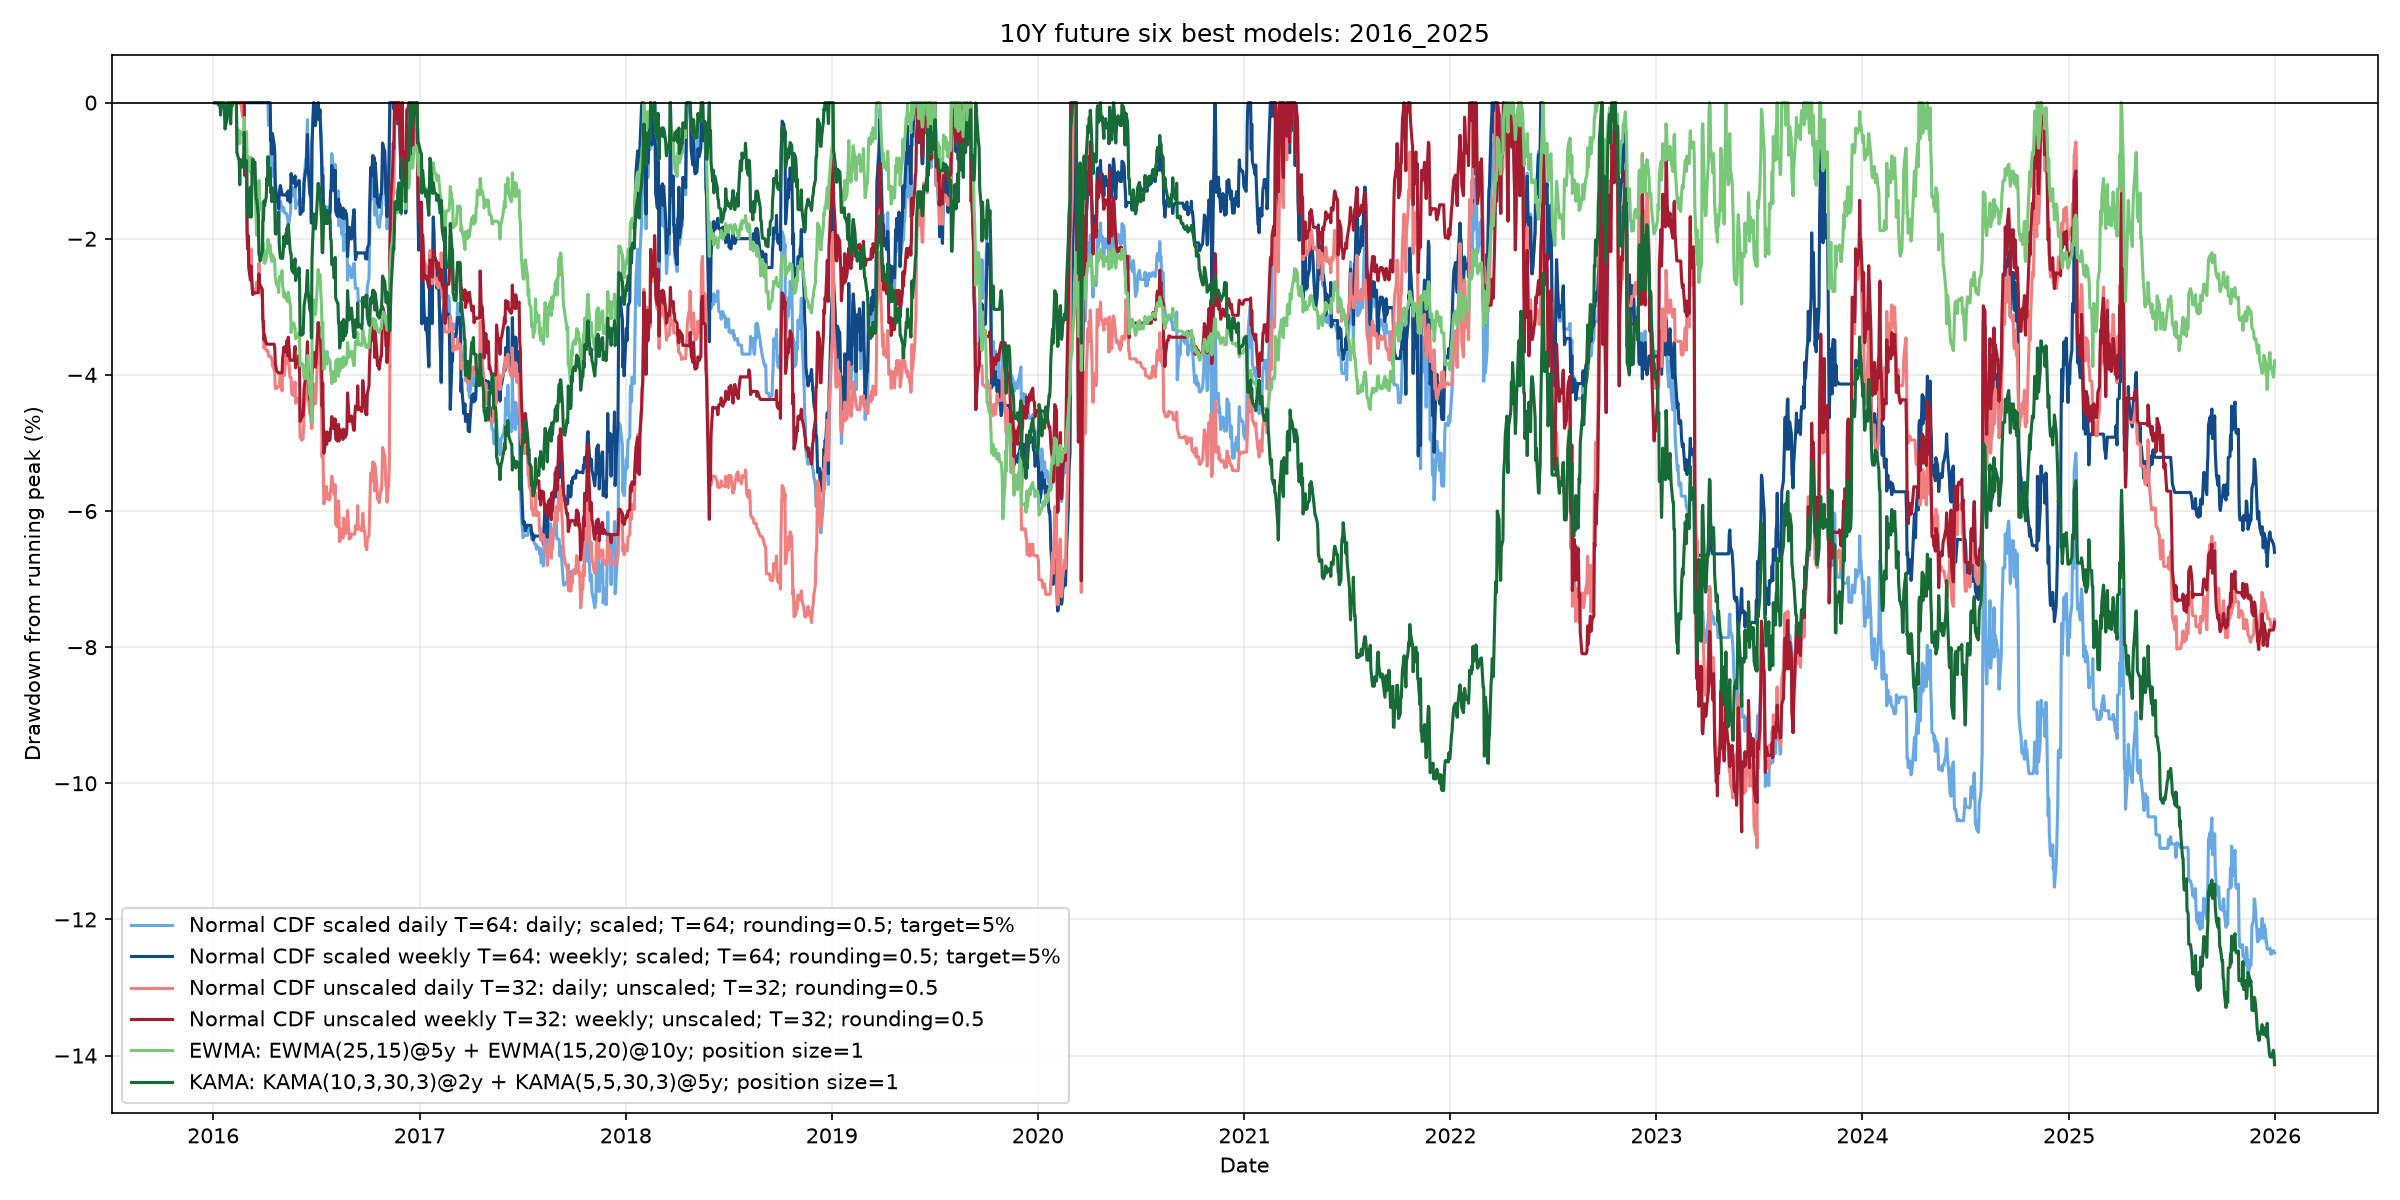 10Y future six best models: 2016_2025
Drawdown from running peak (%)
0
−2
−4
−6
−8
−10
−12
−14
Normal CDF scaled daily T=64: daily; scaled; T=64; rounding=0.5; target=5%
Normal CDF scaled weekly T=64: weekly; scaled; T=64; rounding=0.5; target=5%
Normal CDF unscaled daily T=32: daily; unscaled; T=32; rounding=0.5
Normal CDF unscaled weekly T=32: weekly; unscaled; T=32; rounding=0.5
EWMA: EWMA(25,15)@5y + EWMA(15,20)@10y; position size=1
KAMA: KAMA(10,3,30,3)@2y + KAMA(5,5,30,3)@5y; position size=1
2016 2017 2018 2019 2020 2021 2022 2023 2024 2025 2026
Date